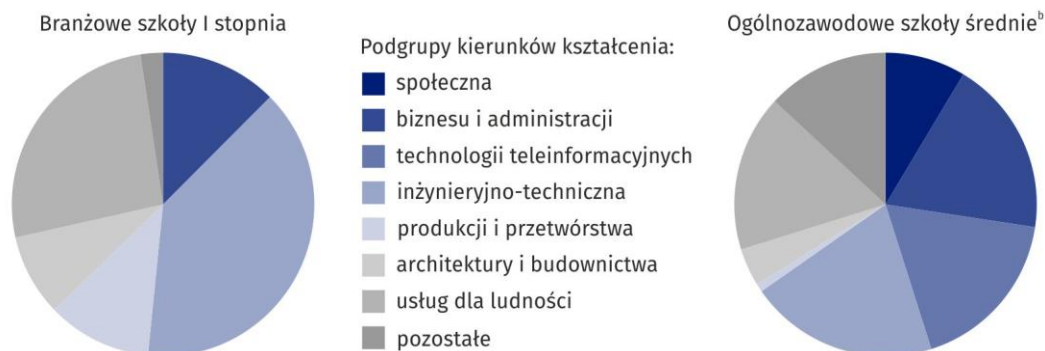 Branżowe szkoły I stopnia
Ogólnozawodowe szkoły średnieᵇ
Podgrupy kierunków kształcenia:
społeczna
biznesu i administracji
technologii teleinformacyjnych
inżynieryjno-techniczna
produkcji i przetwórstwa
architektury i budownictwa
usług dla ludności
pozostałe